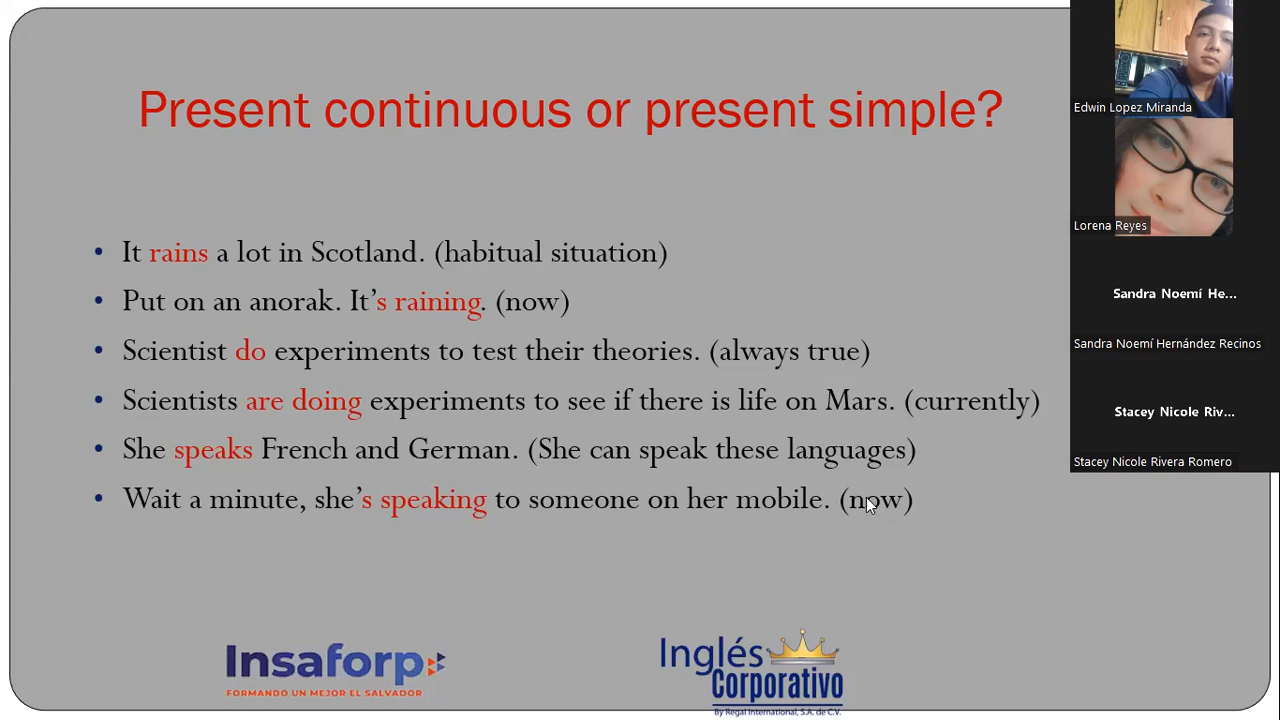 Present continuous or present simple?
• It rains a lot in Scotland. (habitual situation)
• Put on an anorak. It’s raining. (now)
• Scientist do experiments to test their theories. (always true)
• Scientists are doing experiments to see if there is life on Mars. (currently)
• She speaks French and German. (She can speak these languages)
• Wait a minute, she’s speaking to someone on her mobile. (now)
Insaforp
FORMANDO UN MEJOR EL SALVADOR
Inglés
Corporativo
By Regal International, S.A. de C.V.
Edwin Lopez Miranda
Lorena Reyes
Sandra Noemí He...
Sandra Noemí Hernández Recinos
Stacey Nicole Riv...
Stacey Nicole Rivera Romero